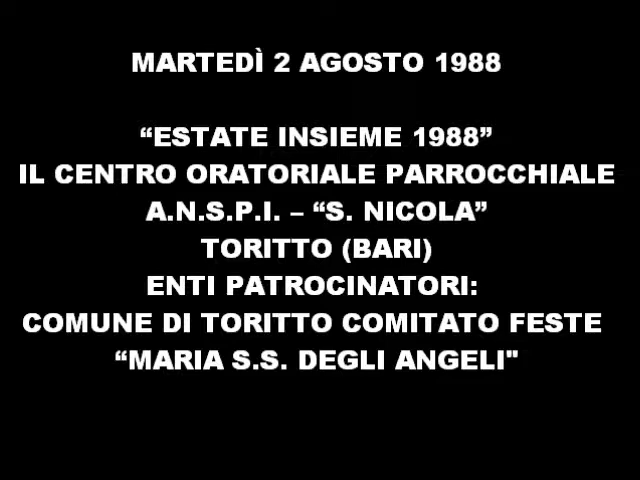 MARTEDÌ 2 AGOSTO 1988
“ESTATE INSIEME 1988”
IL CENTRO ORATORIALE PARROCCHIALE
A.N.S.P.I. – “S. NICOLA”
TORITTO (BARI)
ENTI PATROCINATORI:
COMUNE DI TORITTO COMITATO FESTE
“MARIA S.S. DEGLI ANGELI"